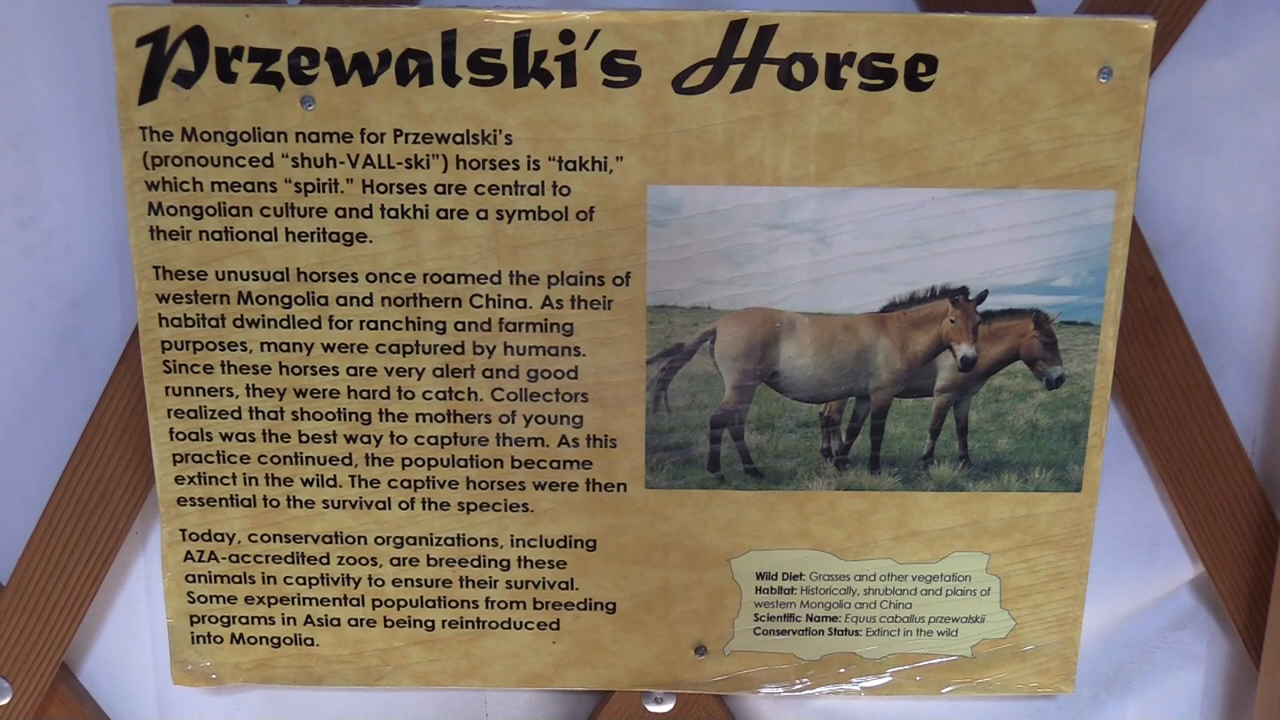 Przewalski's Horse
The Mongolian name for Przewalski's
(pronounced "shuh-VALL-ski") horses is "takhi,"
which means "spirit." Horses are central to
Mongolian culture and takhi are a symbol of
their national heritage.
These unusual horses once roamed the plains of
western Mongolia and northern China. As their
habitat dwindled for ranching and farming
purposes, many were captured by humans.
Since these horses are very alert and good
runners, they were hard to catch. Collectors
realized that shooting the mothers of young
foals was the best way to capture them. As this
practice continued, the population became
extinct in the wild. The captive horses were then
essential to the survival of the species.
Today, conservation organizations, including
AZA-accredited zoos, are breeding these
animals in captivity to ensure their survival.
Some experimental populations from breeding
programs in Asia are being reintroduced
into Mongolia.
Wild Diet: Grasses and other vegetation
Habitat: Historically, shrubland and plains of
western Mongolia and China
Scientific Name: Equus caballus przewalskii
Conservation Status: Extinct in the wild